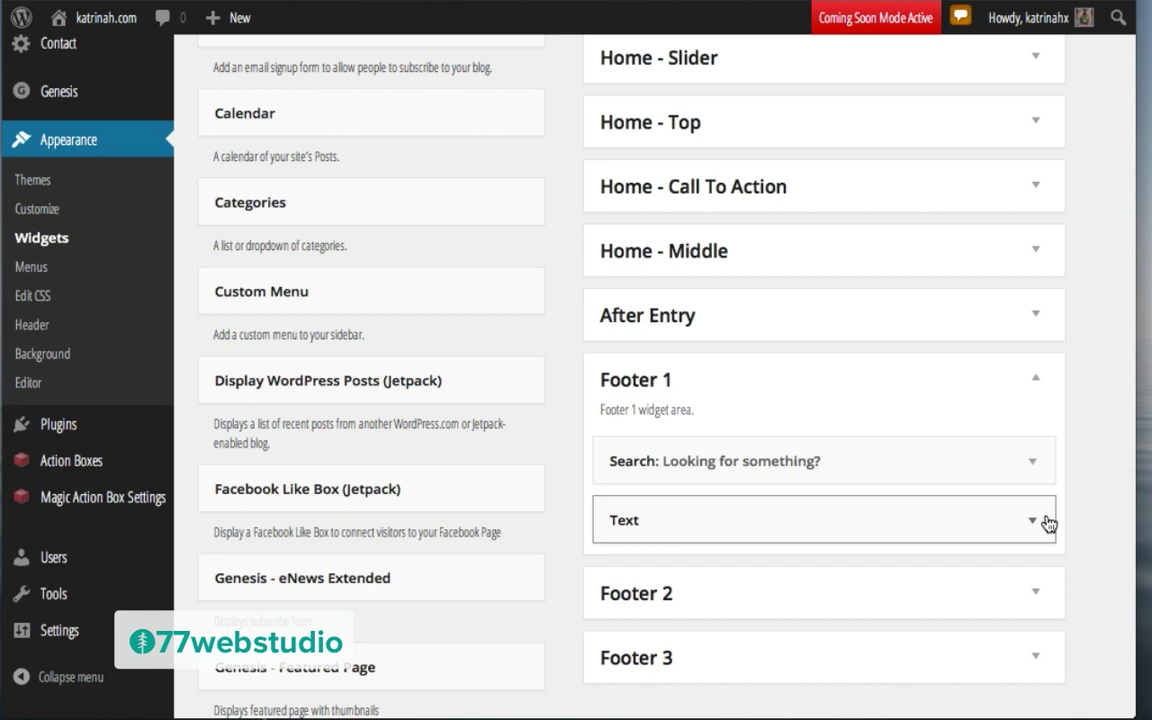 katrinah.com 0 + New Coming Soon Mode Active Howdy, katrinahx
Contact
Genesis
Appearance
Themes
Customize
Widgets
Menus
Edit CSS
Header
Background
Editor
Plugins
Action Boxes
Magic Action Box Settings
Users
Tools
Settings
Collapse menu
Add an email signup form to allow people to subscribe to your blog.
Calendar
A calendar of your site's Posts.
Categories
A list or dropdown of categories.
Custom Menu
Add a custom menu to your sidebar.
Display WordPress Posts (Jetpack)
Displays a list of recent posts from another WordPress.com or Jetpack-
enabled blog.
Facebook Like Box (Jetpack)
Display a Facebook Like Box to connect visitors to your Facebook Page
Genesis - eNews Extended
Displays subscribe form
Genesis - Featured Page
Displays featured page with thumbnails
Home - Slider
Home - Top
Home - Call To Action
Home - Middle
After Entry
Footer 1
Footer 1 widget area.
Search: Looking for something?
Text
Footer 2
Footer 3
77webstudio